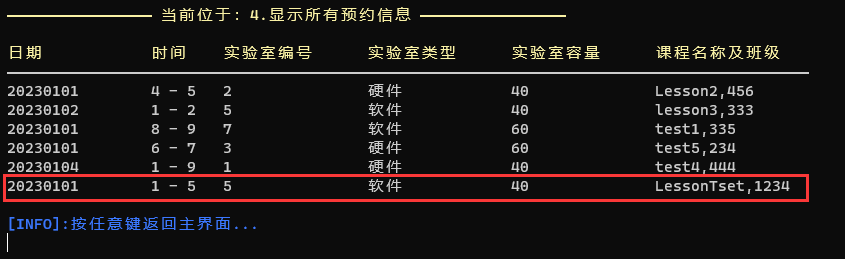 当前位于: 4.显示所有预约信息
日期 时间 实验室编号 实验室类型 实验室容量 课程名称及班级
20230101 4 - 5 2 硬件 40 Lesson2,456
20230102 1 - 2 5 软件 40 lesson3,333
20230101 8 - 9 7 软件 60 test1,335
20230101 6 - 7 3 硬件 60 test5,234
20230104 1 - 9 1 硬件 40 test4,444
20230101 1 - 5 5 软件 40 LessonTset,1234
[INFO]:按任意键返回主界面...